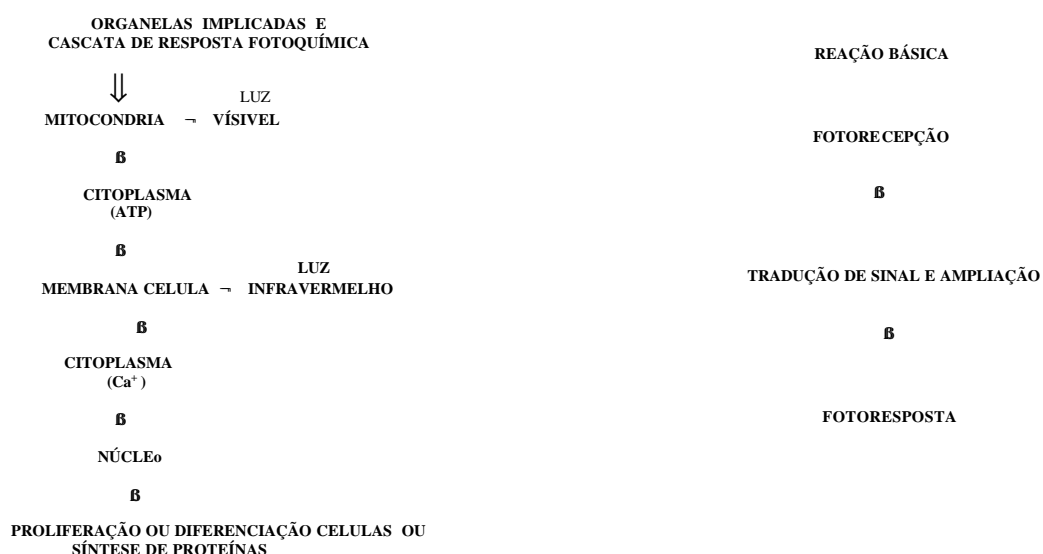 ORGANELAS IMPLICADAS E
CASCATA DE RESPOSTA FOTOQUÍMICA
⇓
LUZ
MITOCONDRIA ¬ VÍSIVEL
ß
CITOPLASMA
(ATP)
ß
LUZ
MEMBRANA CELULA ¬ INFRAVERMELHO
ß
CITOPLASMA
(Ca⁺ )
ß
NÚCLEo
ß
PROLIFERAÇÃO OU DIFERENCIAÇÃO CELULAS OU
SÍNTESE DE PROTEÍNAS
REAÇÃO BÁSICA
FOTORECEPÇÃO
ß
TRADUÇÃO DE SINAL E AMPLIAÇÃO
ß
FOTORESPOSTA